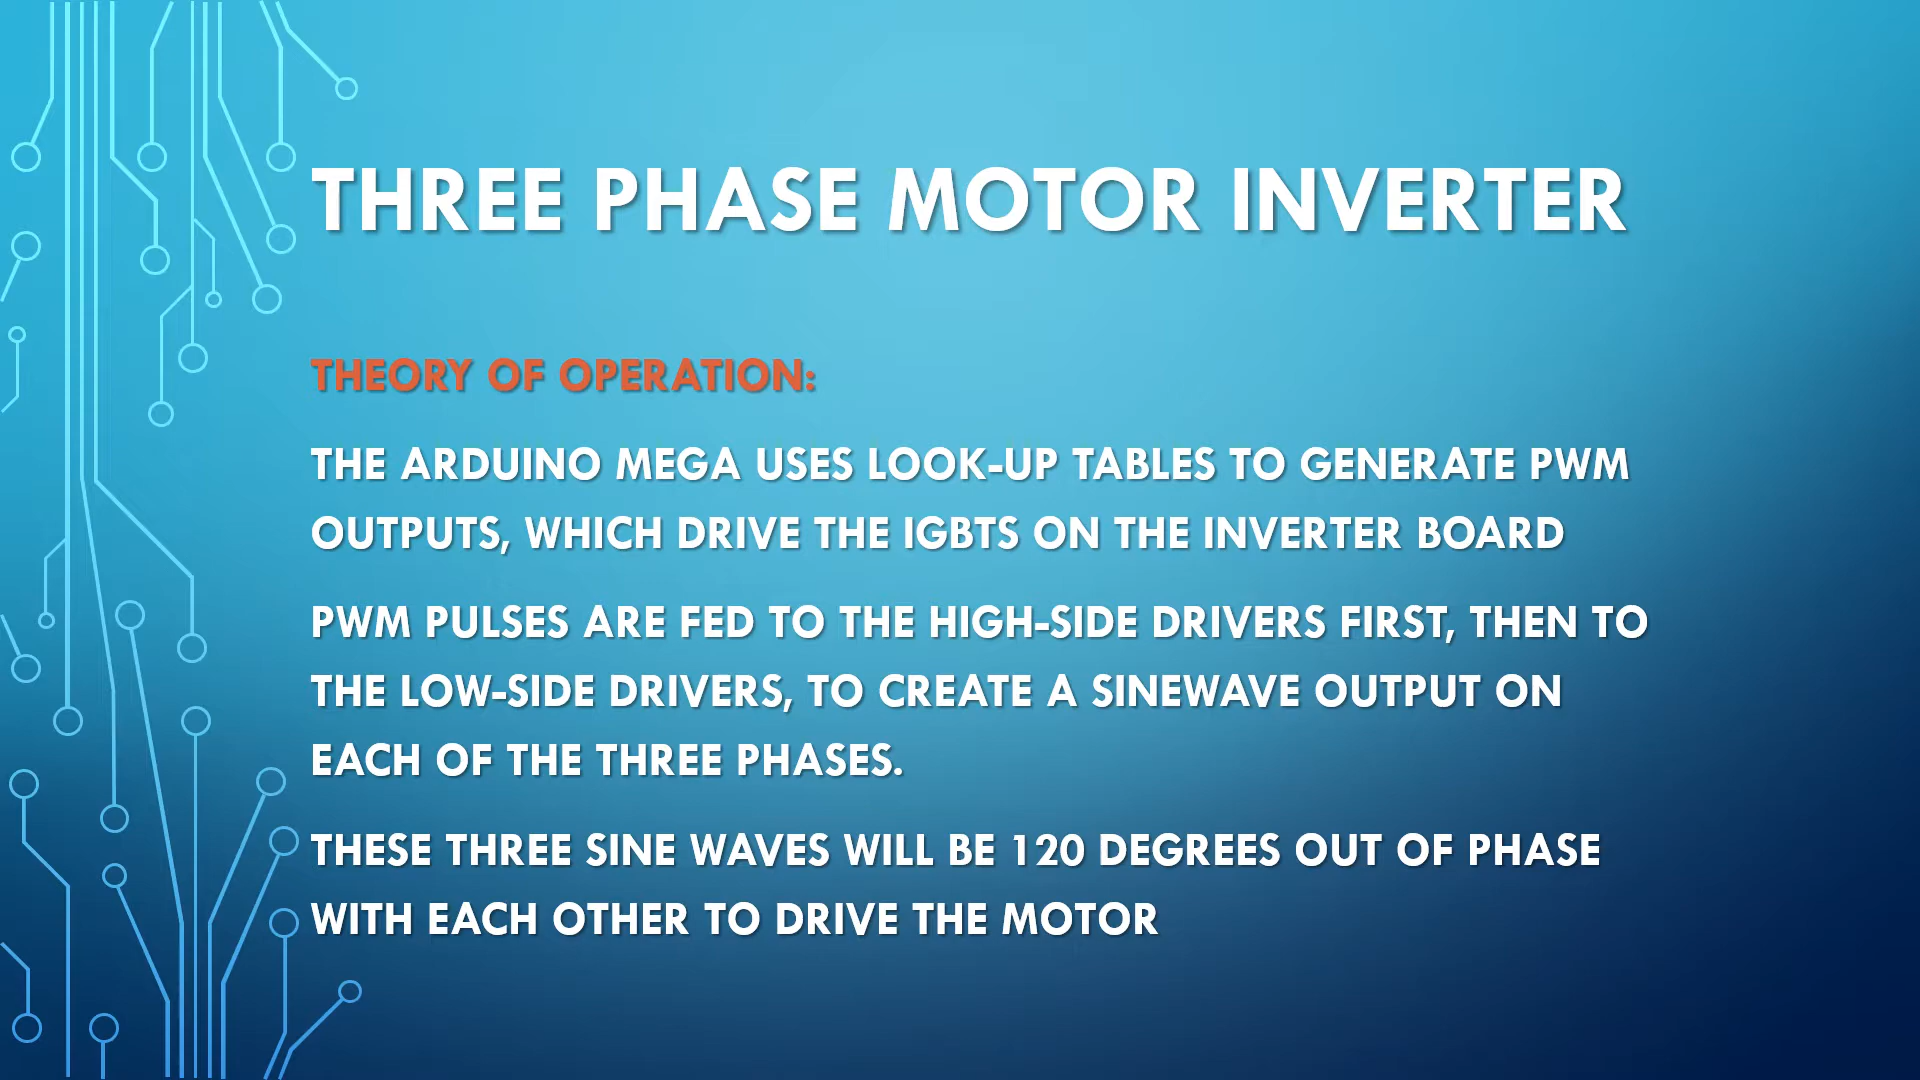 THREE PHASE MOTOR INVERTER
THEORY OF OPERATION:
THE ARDUINO MEGA USES LOOK-UP TABLES TO GENERATE PWM
OUTPUTS, WHICH DRIVE THE IGBTS ON THE INVERTER BOARD
PWM PULSES ARE FED TO THE HIGH-SIDE DRIVERS FIRST, THEN TO
THE LOW-SIDE DRIVERS, TO CREATE A SINEWAVE OUTPUT ON
EACH OF THE THREE PHASES.
THESE THREE SINE WAVES WILL BE 120 DEGREES OUT OF PHASE
WITH EACH OTHER TO DRIVE THE MOTOR